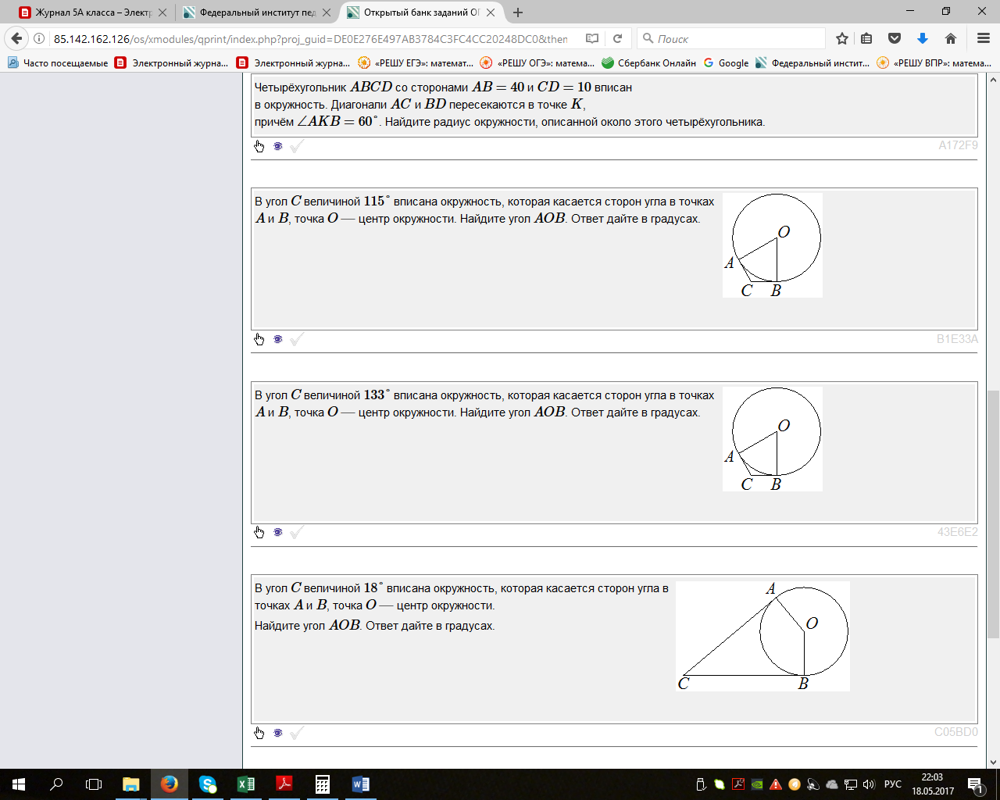 Журнал 5А класса – Электр
Федеральный институт пед
Открытый банк заданий ОГ
85.142.162.126/os/xmodules/qprint/index.php?proj_guid=DE0E276E497AB3784C3FC4CC20248DC0&then
Поиск
Часто посещаемые
Электронный журна...
Электронный журна...
«РЕШУ ЕГЭ»: математ...
«РЕШУ ОГЭ»: матема...
Сбербанк Онлайн
Google
Федеральный инстит...
«РЕШУ ВПР»: матема...
Четырёхугольник ABCD со сторонами AB = 40 и CD = 10 вписан
в окружность. Диагонали AC и BD пересекаются в точке K,
причём ∠AKB = 60°. Найдите радиус окружности, описанной около этого четырёхугольника.
A172F9
В угол C величиной 115° вписана окружность, которая касается сторон угла в точках
A и B, точка O — центр окружности. Найдите угол AOB. Ответ дайте в градусах.
O
A
C B
B1E33A
В угол C величиной 133° вписана окружность, которая касается сторон угла в точках
A и B, точка O — центр окружности. Найдите угол AOB. Ответ дайте в градусах.
O
A
C B
43E6E2
В угол C величиной 18° вписана окружность, которая касается сторон угла в
точках A и B, точка O — центр окружности.
Найдите угол AOB. Ответ дайте в градусах.
A
O
C B
C05BD0
РУС
22:03
18.05.2017
1